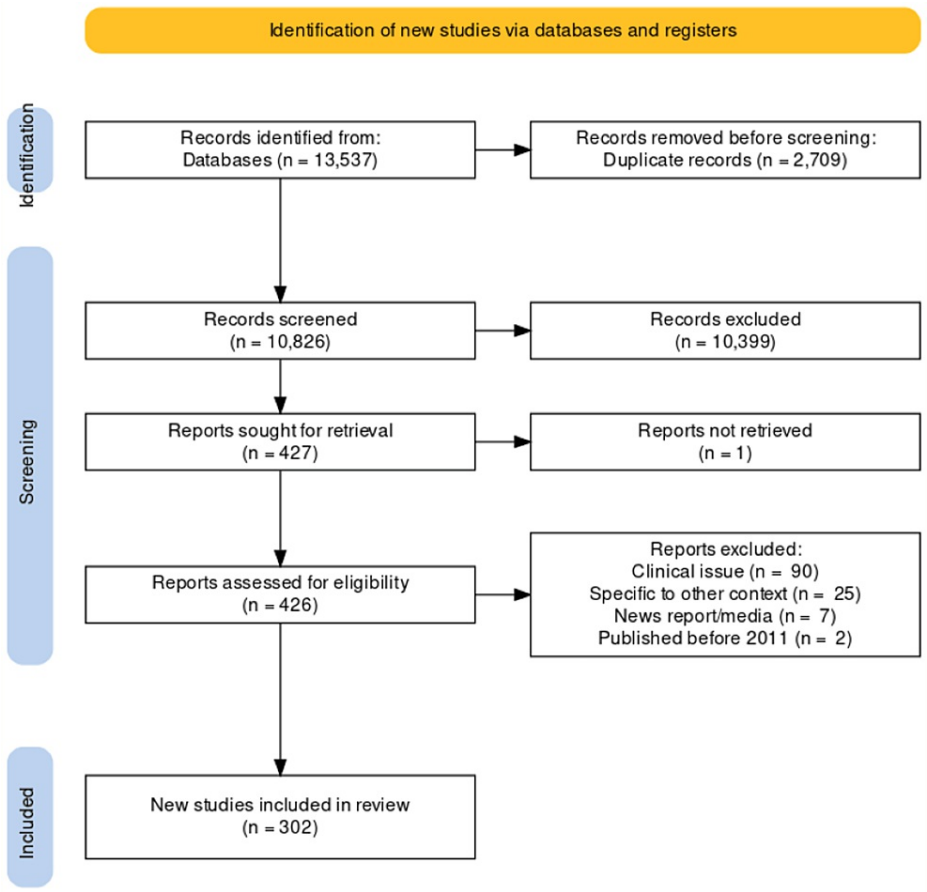 Identification of new studies via databases and registers
Identification
Records identified from:
Databases (n = 13,537)
Records removed before screening:
Duplicate records (n = 2,709)
Screening
Records screened
(n = 10,826)
Records excluded
(n = 10,399)
Reports sought for retrieval
(n = 427)
Reports not retrieved
(n = 1)
Reports assessed for eligibility
(n = 426)
Reports excluded:
Clinical issue (n = 90)
Specific to other context (n = 25)
News report/media (n = 7)
Published before 2011 (n = 2)
Included
New studies included in review
(n = 302)